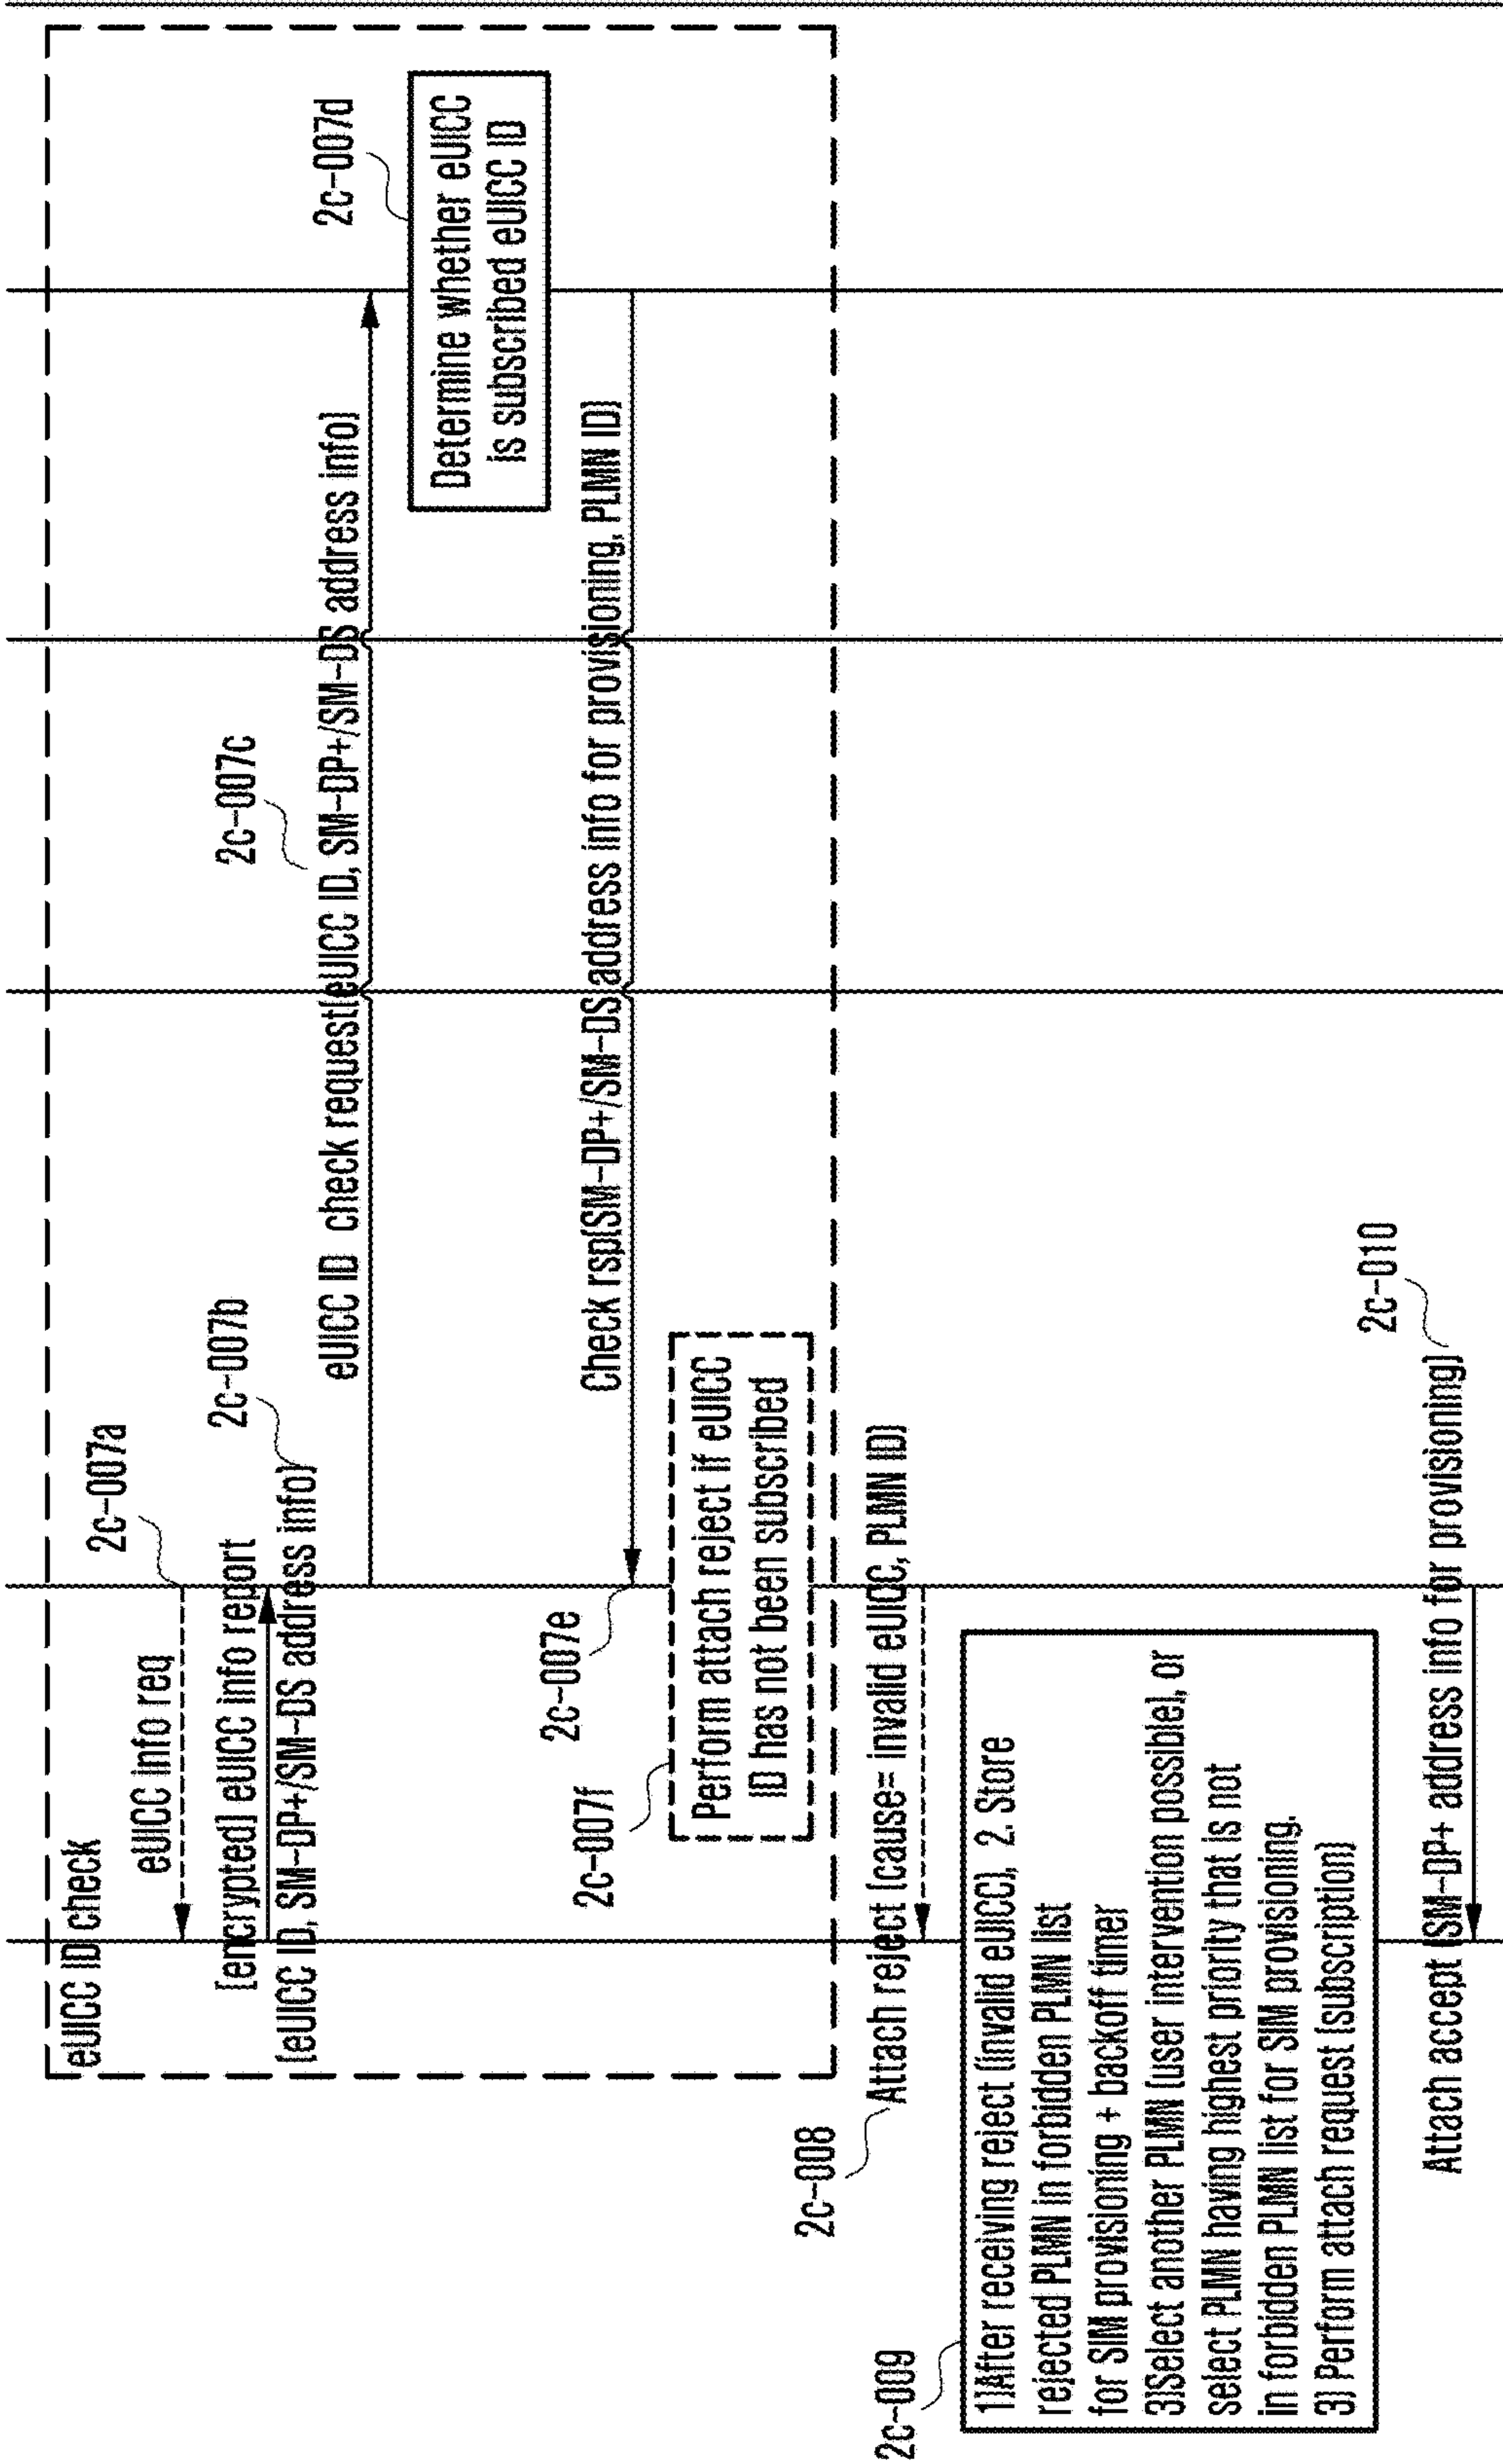 eUICC ID check
2c-007a
eUICC info req
2c-007b
[encrypted] eUICC info report
(eUICC ID, SM-DP+/SM-DS address info)
2c-007c
eUICC ID check request(eUICC ID, SM-DP+/SM-DS address info)
2c-007d
Determine whether eUICC
is subscribed eUICC ID
2c-007e
Check rsp(SM-DP+/SM-DS address info for provisioning, PLMN ID)
2c-007f
Perform attach reject if eUICC
ID has not been subscribed
2c-008
Attach reject (cause= invalid eUICC, PLMN ID)
2c-009
1)After receiving reject (invalid eUICC), 2. Store
rejected PLMN in forbidden PLMN list
for SIM provisioning + backoff timer
3)Select another PLMN (user intervention possible), or
select PLMN having highest priority that is not
in forbidden PLMN list for SIM provisioning.
3) Perform attach request (subscription)
2c-010
Attach accept (SM-DP+ address info for provisioning)